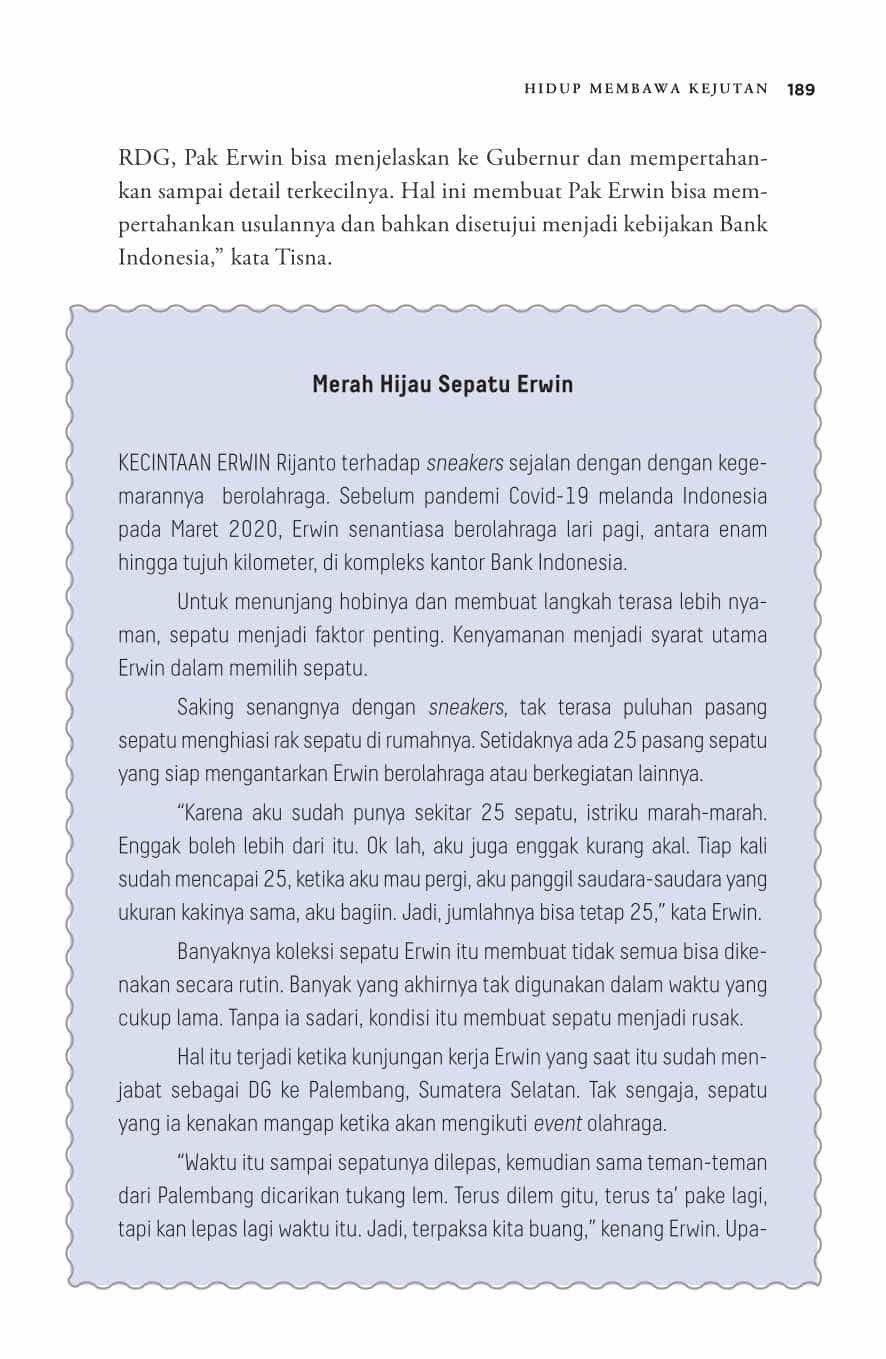 HIDUP MEMBAWA KEJUTAN 189
RDG, Pak Erwin bisa menjelaskan ke Gubernur dan mempertahan-
kan sampai detail terkecilnya. Hal ini membuat Pak Erwin bisa mem-
pertahankan usulannya dan bahkan disetujui menjadi kebijakan Bank
Indonesia,” kata Tisna.
Merah Hijau Sepatu Erwin
KECINTAAN ERWIN Rijanto terhadap sneakers sejalan dengan dengan kege-
marannya berolahraga. Sebelum pandemi Covid-19 melanda Indonesia
pada Maret 2020, Erwin senantiasa berolahraga lari pagi, antara enam
hingga tujuh kilometer, di kompleks kantor Bank Indonesia.
Untuk menunjang hobinya dan membuat langkah terasa lebih nya-
man, sepatu menjadi faktor penting. Kenyamanan menjadi syarat utama
Erwin dalam memilih sepatu.
Saking senangnya dengan sneakers, tak terasa puluhan pasang
sepatu menghiasi rak sepatu di rumahnya. Setidaknya ada 25 pasang sepatu
yang siap mengantarkan Erwin berolahraga atau berkegiatan lainnya.
“Karena aku sudah punya sekitar 25 sepatu, istriku marah-marah.
Enggak boleh lebih dari itu. Ok lah, aku juga enggak kurang akal. Tiap kali
sudah mencapai 25, ketika aku mau pergi, aku panggil saudara-saudara yang
ukuran kakinya sama, aku bagiin. Jadi, jumlahnya bisa tetap 25,” kata Erwin.
Banyaknya koleksi sepatu Erwin itu membuat tidak semua bisa dike-
nakan secara rutin. Banyak yang akhirnya tak digunakan dalam waktu yang
cukup lama. Tanpa ia sadari, kondisi itu membuat sepatu menjadi rusak.
Hal itu terjadi ketika kunjungan kerja Erwin yang saat itu sudah men-
jabat sebagai DG ke Palembang, Sumatera Selatan. Tak sengaja, sepatu
yang ia kenakan mangap ketika akan mengikuti event olahraga.
“Waktu itu sampai sepatunya dilepas, kemudian sama teman-teman
dari Palembang dicarikan tukang lem. Terus dilem gitu, terus ta’ pake lagi,
tapi kan lepas lagi waktu itu. Jadi, terpaksa kita buang,” kenang Erwin. Upa-